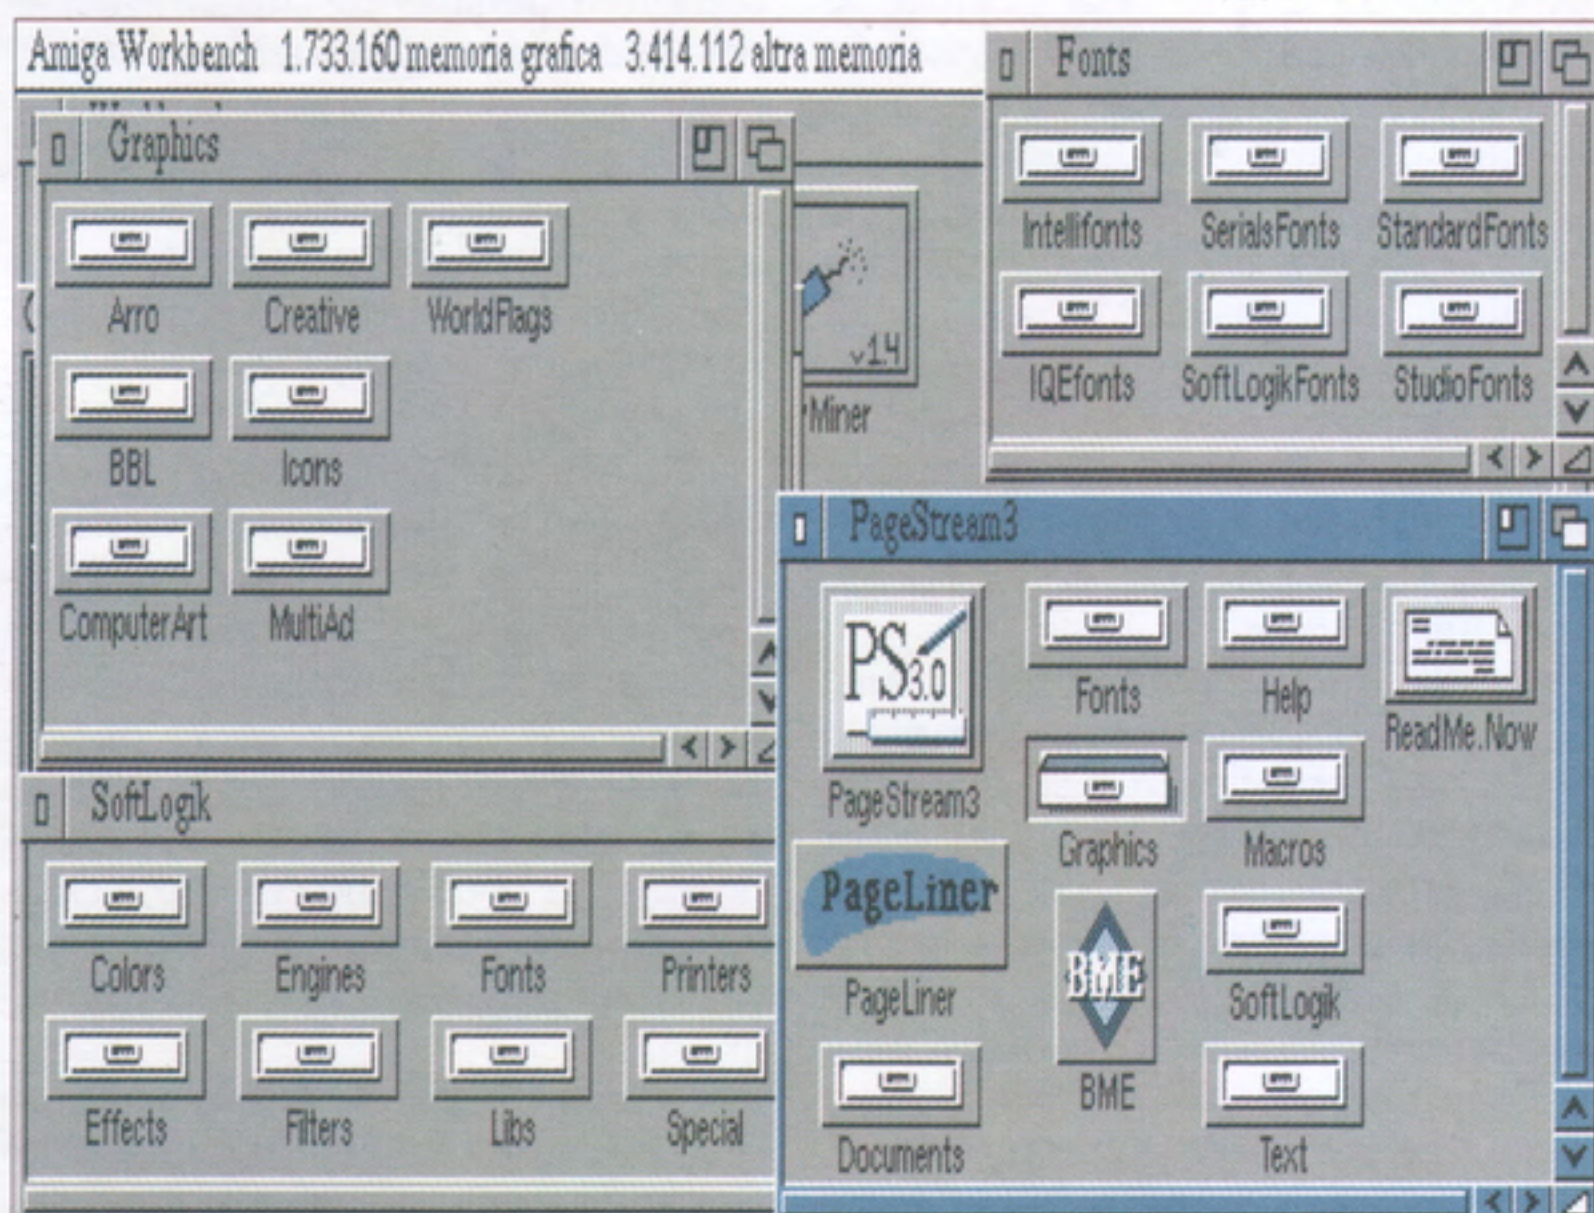 Amiga Workbench 1.733.160 memoria grafica 3.414.112 altra memoria
Graphics
Arro
Creative
WorldFlags
BBL
Icons
ComputerArt
MultiAd
v1.4
Miner
Fonts
Intellifonts
SerialsFonts
StandardFonts
IQEfonts
SoftLogikFonts
StudioFonts
SoftLogik
Colors
Engines
Fonts
Printers
Effects
Filters
Libs
Special
PageStream3
PS3.0
PageStream3
Fonts
Help
ReadMe.Now
Graphics
Macros
PageLiner
PageLiner
BME
BME
SoftLogik
Documents
Text